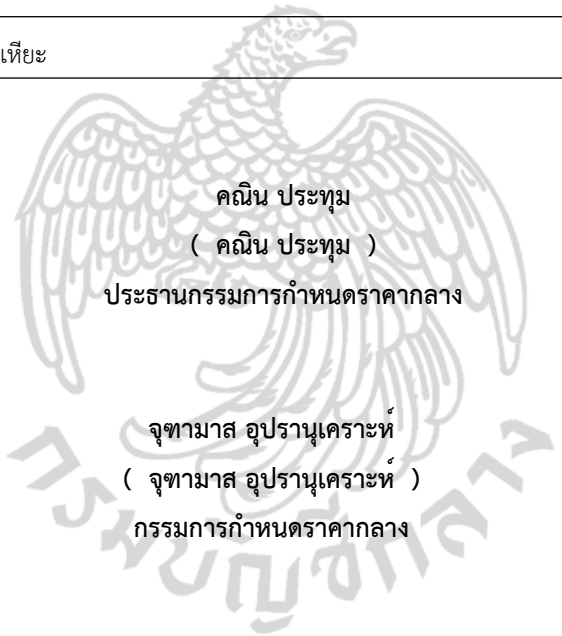 เหียะ
คณิน ประทุม
( คณิน ประทุม )
ประธานกรรมการกำหนดราคากลาง
จุฑามาส อุปรานุเคราะห์
( จุฑามาส อุปรานุเคราะห์ )
กรรมการกำหนดราคากลาง
กรมบัญชีกลาง